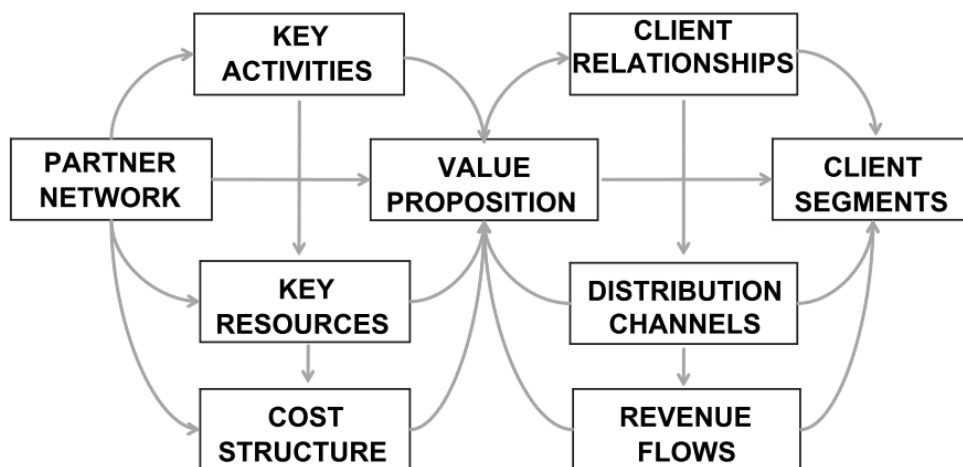 KEY
ACTIVITIES
CLIENT
RELATIONSHIPS
PARTNER
NETWORK
VALUE
PROPOSITION
CLIENT
SEGMENTS
KEY
RESOURCES
DISTRIBUTION
CHANNELS
COST
STRUCTURE
REVENUE
FLOWS